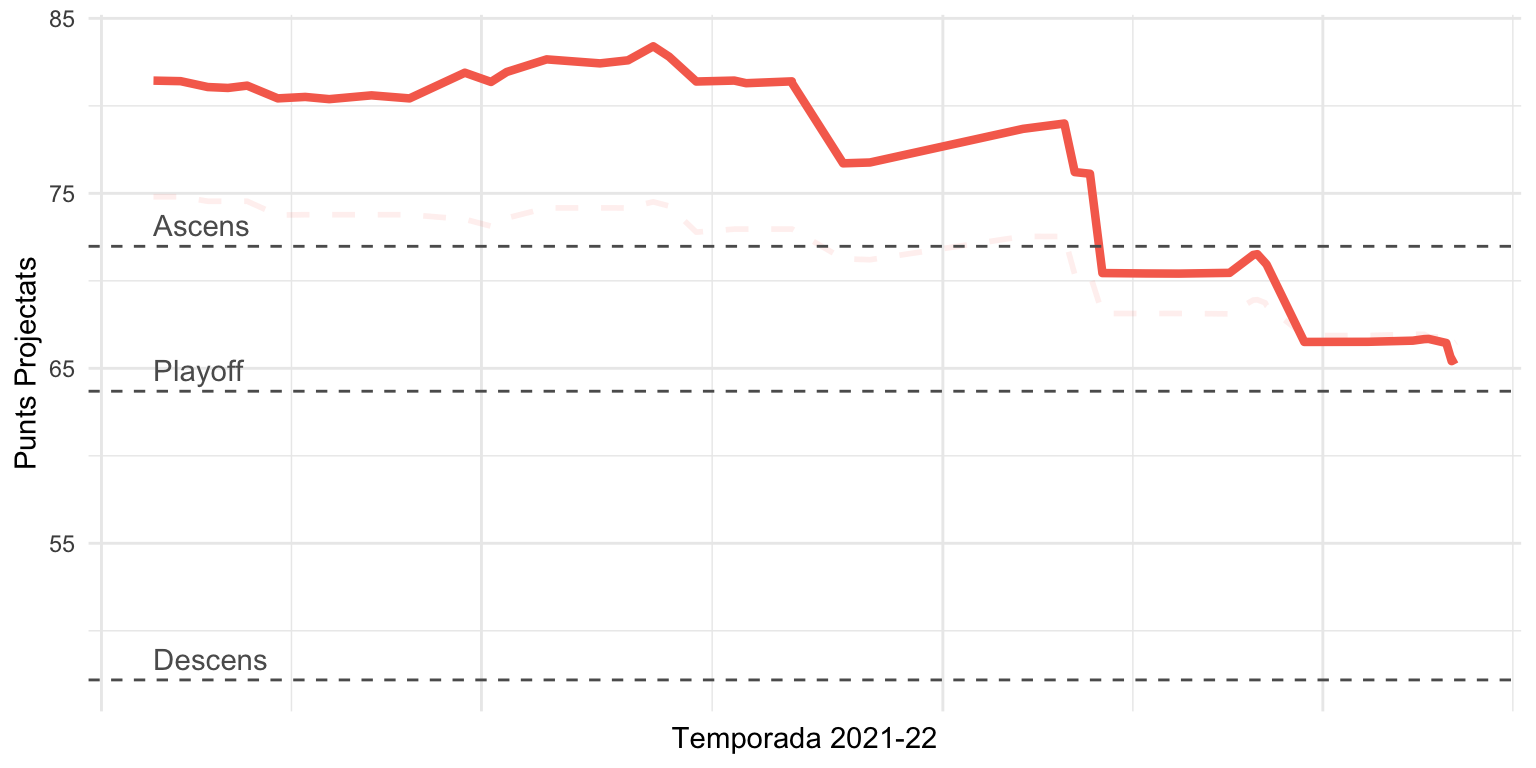 85
75
65
55
Ascens
Playoff
Descens
Punts Projectats
Temporada 2021-22